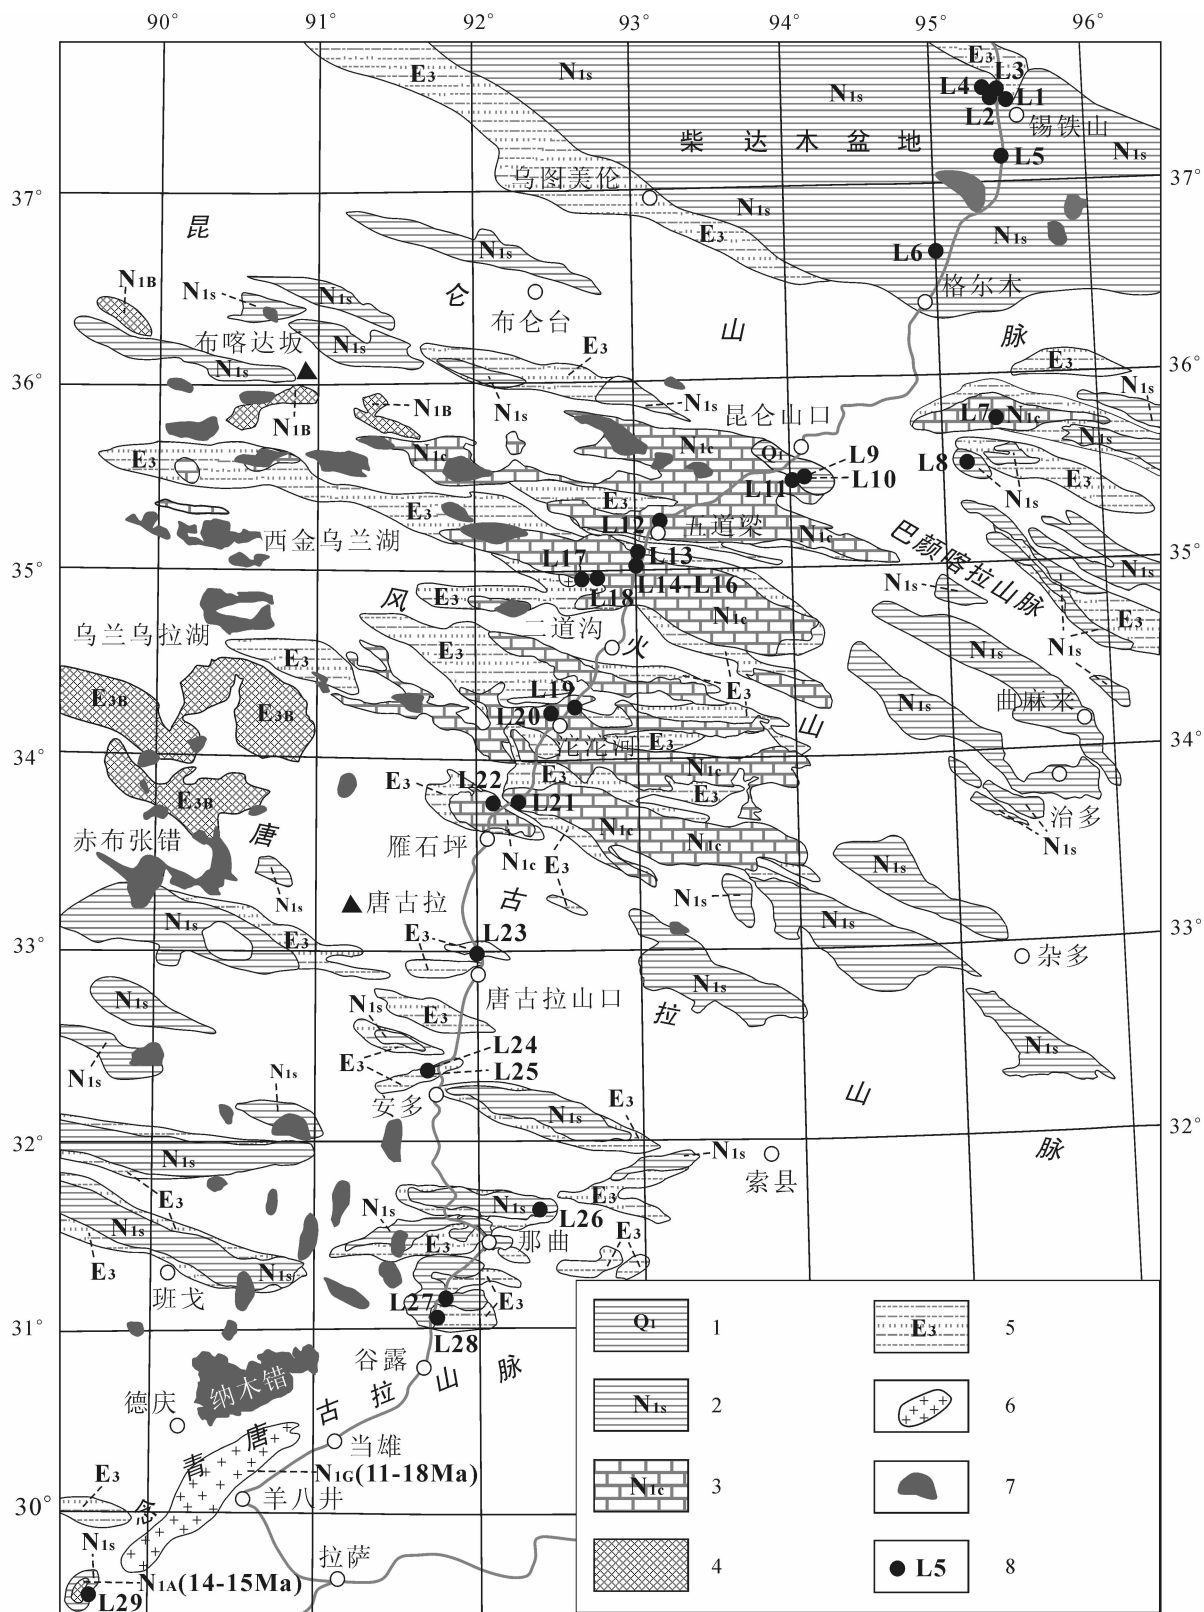 90° 91° 92° 93° 94° 95° 96°
E3
N1s
E3
L3
L4
L1
N1s
L2
锡铁山
柴达木盆地
L5
N1s
乌图美伦
37°
37°
N1s
昆
E3
N1s
N1s
L6
N1B
N1s
N1s
仑
格尔木
布仑台
山
脉
布喀达坂
N1s
E3
E3
36°
N1s
36°
N1s
N1B
N1B
N1s
N1s
昆仑山口
L7
N1c
N1s
N1c
N1c
Q1
L9
E3
L8
L10
L11
E3
N1s
E3
E3
L12
五道梁
N1c
巴颜喀拉山脉
西金乌兰湖
L17
L13
35°
35°
N1s
N1s
L18
L14-L16
风
E3
N1c
E3
乌兰乌拉湖
二道沟
火
N1s
N1s
E3
E3
E3B
E3B
L19
E3
N1s
曲麻来
L20
山
沱沱河
E3
34°
34°
N1c
E3
E3
L22
E3
E3B
L21
治多
赤布张错
唐
雁石坪
N1c
N1c
N1s
N1c
E3
N1s
N1s
古
N1s
唐古拉
N1s
N1s
33°
E3
E3
L23
33°
杂多
N1s
N1s
唐古拉山口
N1s
E3
拉
N1s
L24
E3
L25
N1s
N1s
安多
山
E3
N1s
32°
32°
N1s
N1s
脉
索县
E3
E3
N1s
N1s
N1s
L26
E3
那曲
E3
E3
N1s
班戈
L27
E3
31°
L28
谷露
山
脉
纳木错
德庆
拉
古
唐
当雄
青
E3
N1G(11-18Ma)
羊八井
30°
念
N1s
拉萨
N1A(14-15Ma)
L29
Q1 1
N1s 2
N1c 3
4
E3 5
6
7
L5 8